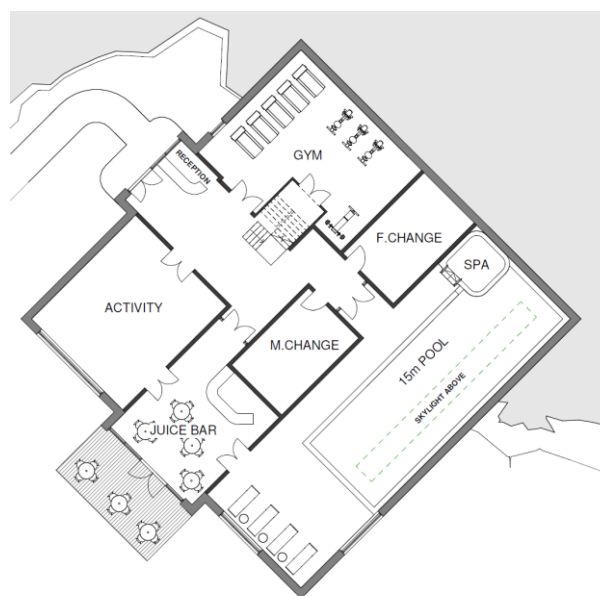 RECEPTION
GYM
F.CHANGE
SPA
ACTIVITY
M.CHANGE
15m POOL
SKYLIGHT ABOVE
JUICE BAR